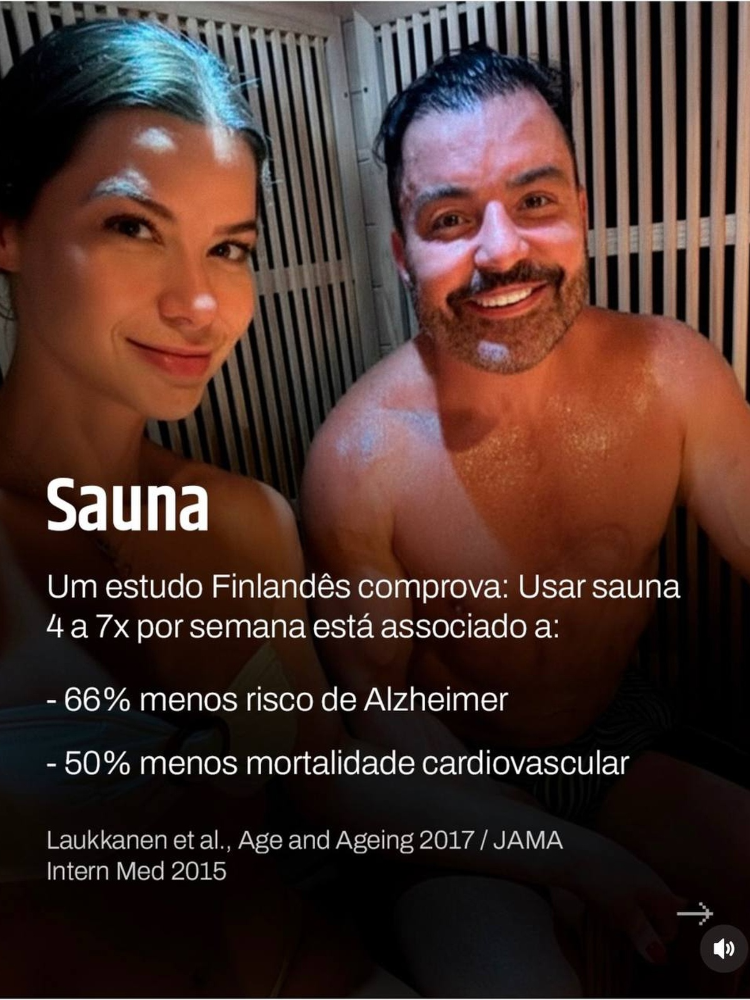 Sauna
Um estudo Finlandês comprova: Usar sauna
4 a 7x por semana está associado a:
- 66% menos risco de Alzheimer
- 50% menos mortalidade cardiovascular
Laukkanen et al., Age and Ageing 2017 / JAMA
Intern Med 2015